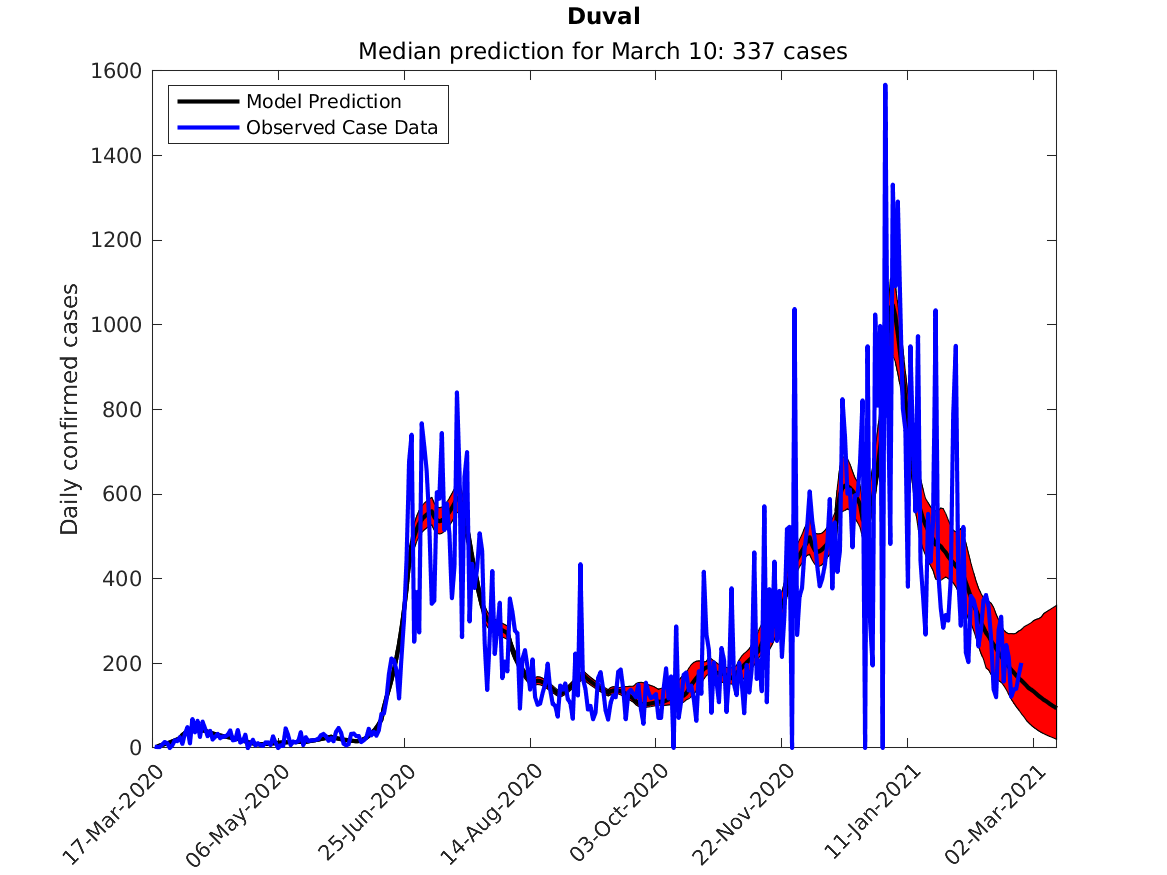 Duval
Median prediction for March 10: 337 cases
1600
1400
1200
1000
800
600
400
200
0
Daily confirmed cases
Model Prediction
Observed Case Data
17-Mar-2020
06-May-2020
25-Jun-2020
14-Aug-2020
03-Oct-2020
22-Nov-2020
11-Jan-2021
02-Mar-2021